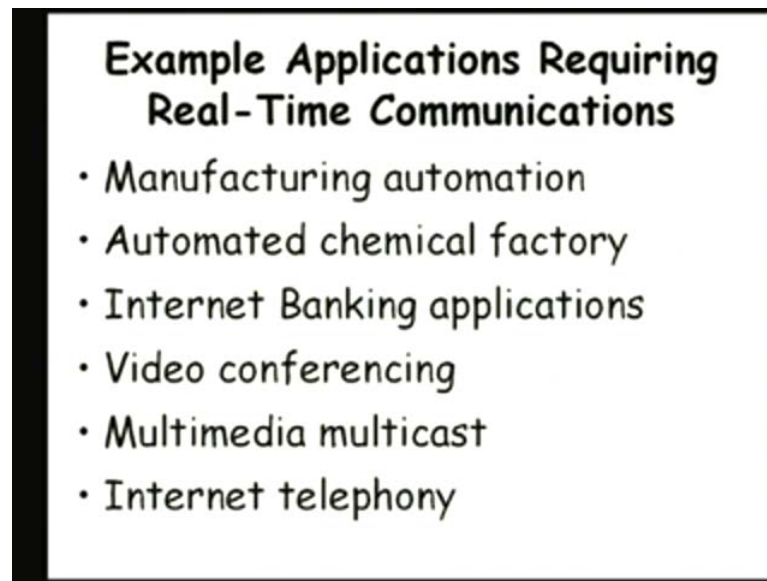 Example Applications Requiring
Real-Time Communications
• Manufacturing automation
• Automated chemical factory
• Internet Banking applications
• Video conferencing
• Multimedia multicast
• Internet telephony